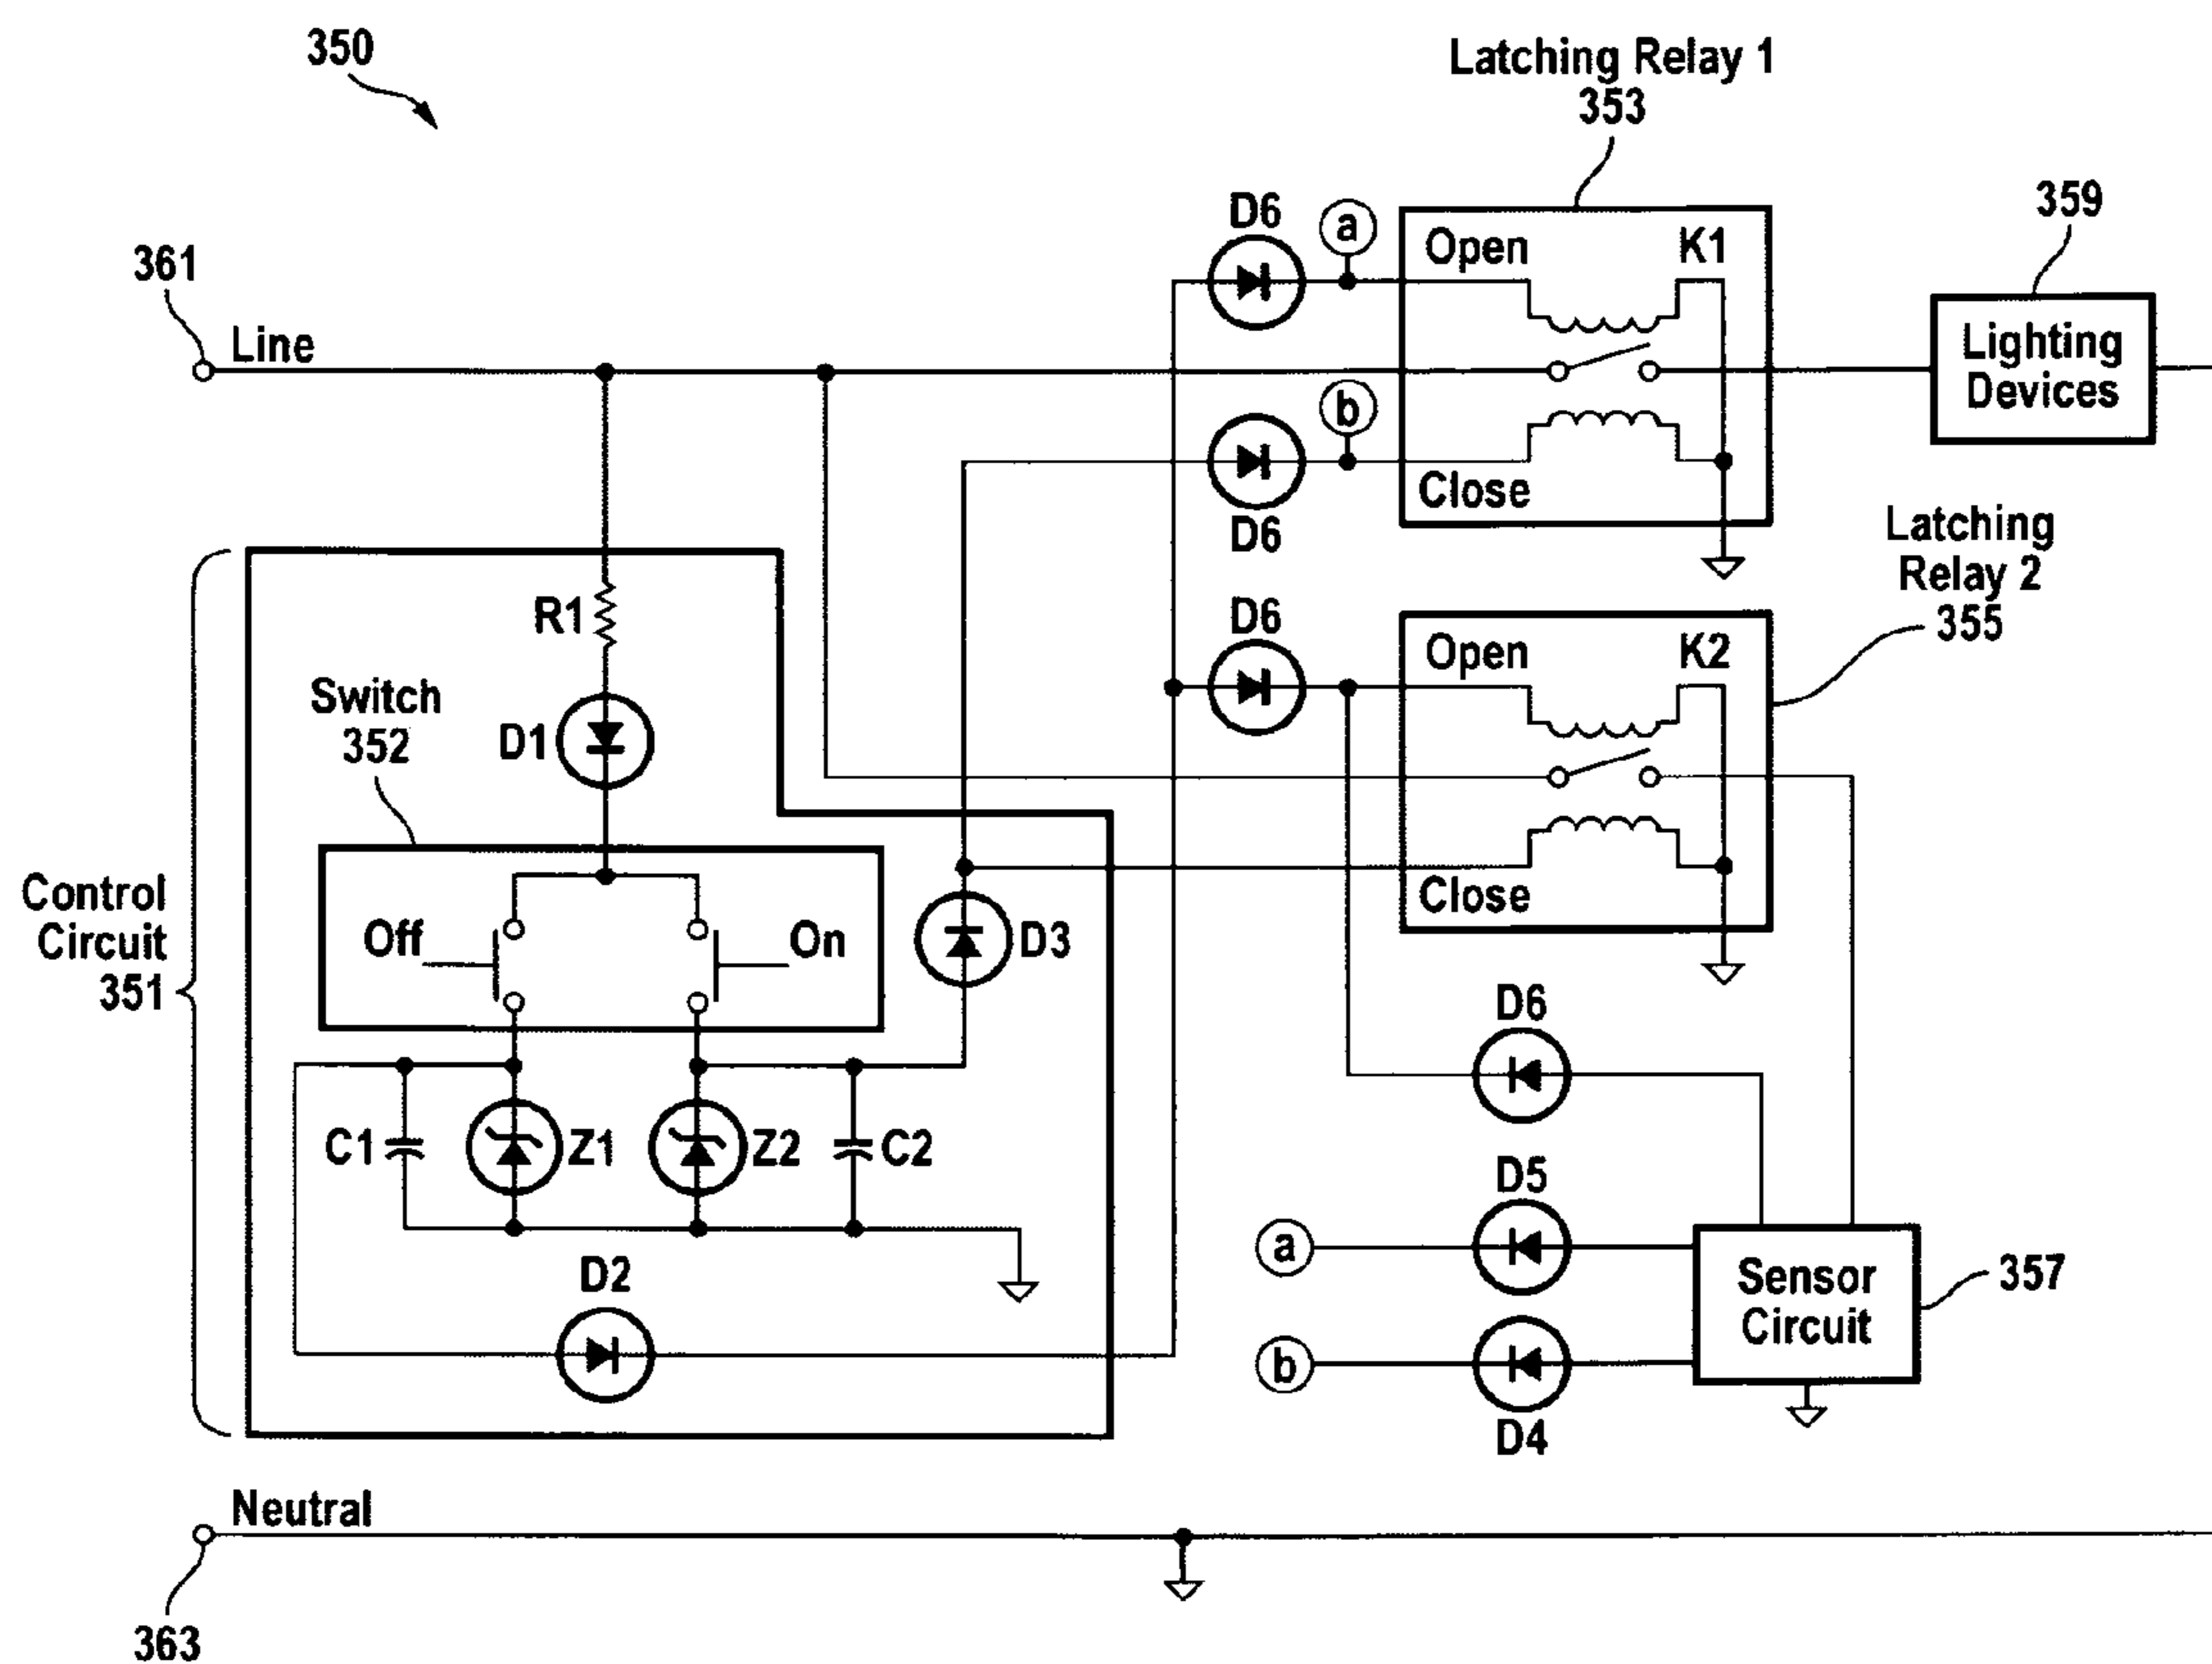 350
Latching Relay 1
353
359
361
Line
D6
a
Open
K1
Lighting
Devices
b
D6
Close
Latching
Relay 2
355
R1
D6
Open
K2
Switch
352
D1
Control
Circuit
351
Off
On
D3
Close
D6
C1
Z1
Z2
C2
D5
a
D2
Sensor
Circuit
357
b
D4
Neutral
363